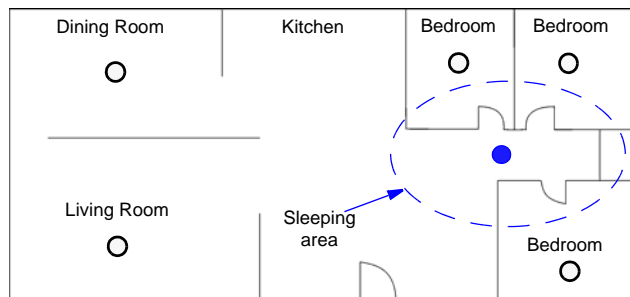 Dining Room
Kitchen
Bedroom
Bedroom
Living Room
Sleeping
area
Bedroom